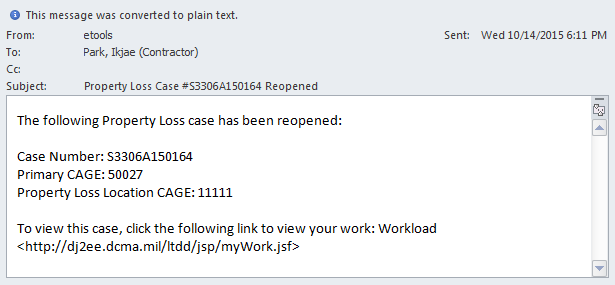 This message was converted to plain text.
From: etools Sent: Wed 10/14/2015 6:11 PM
To: Park, Ikjae (Contractor)
Cc:
Subject: Property Loss Case #S3306A150164 Reopened
The following Property Loss case has been reopened:
Case Number: S3306A150164
Primary CAGE: 50027
Property Loss Location CAGE: 11111
To view this case, click the following link to view your work: Workload
<http://dj2ee.dcma.mil/ltdd/jsp/myWork.jsf>